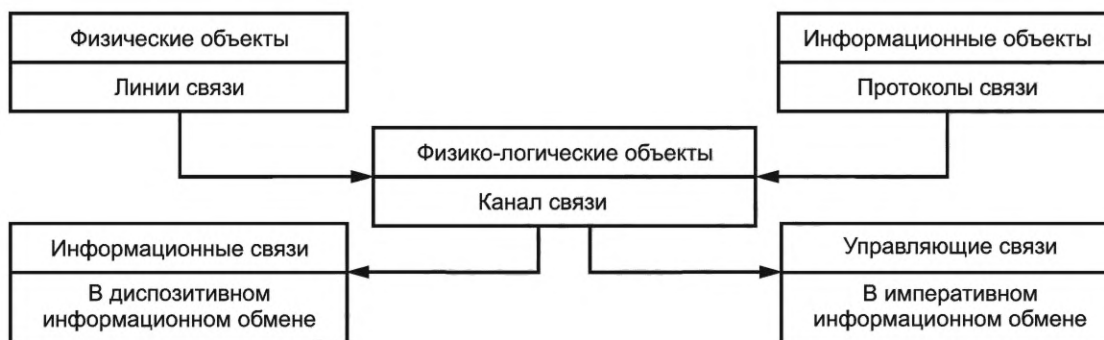 Физические объекты
Линии связи
Информационные объекты
Протоколы связи
Физико-логические объекты
Канал связи
Информационные связи
В диспозитивном
информационном обмене
Управляющие связи
В императивном
информационном обмене